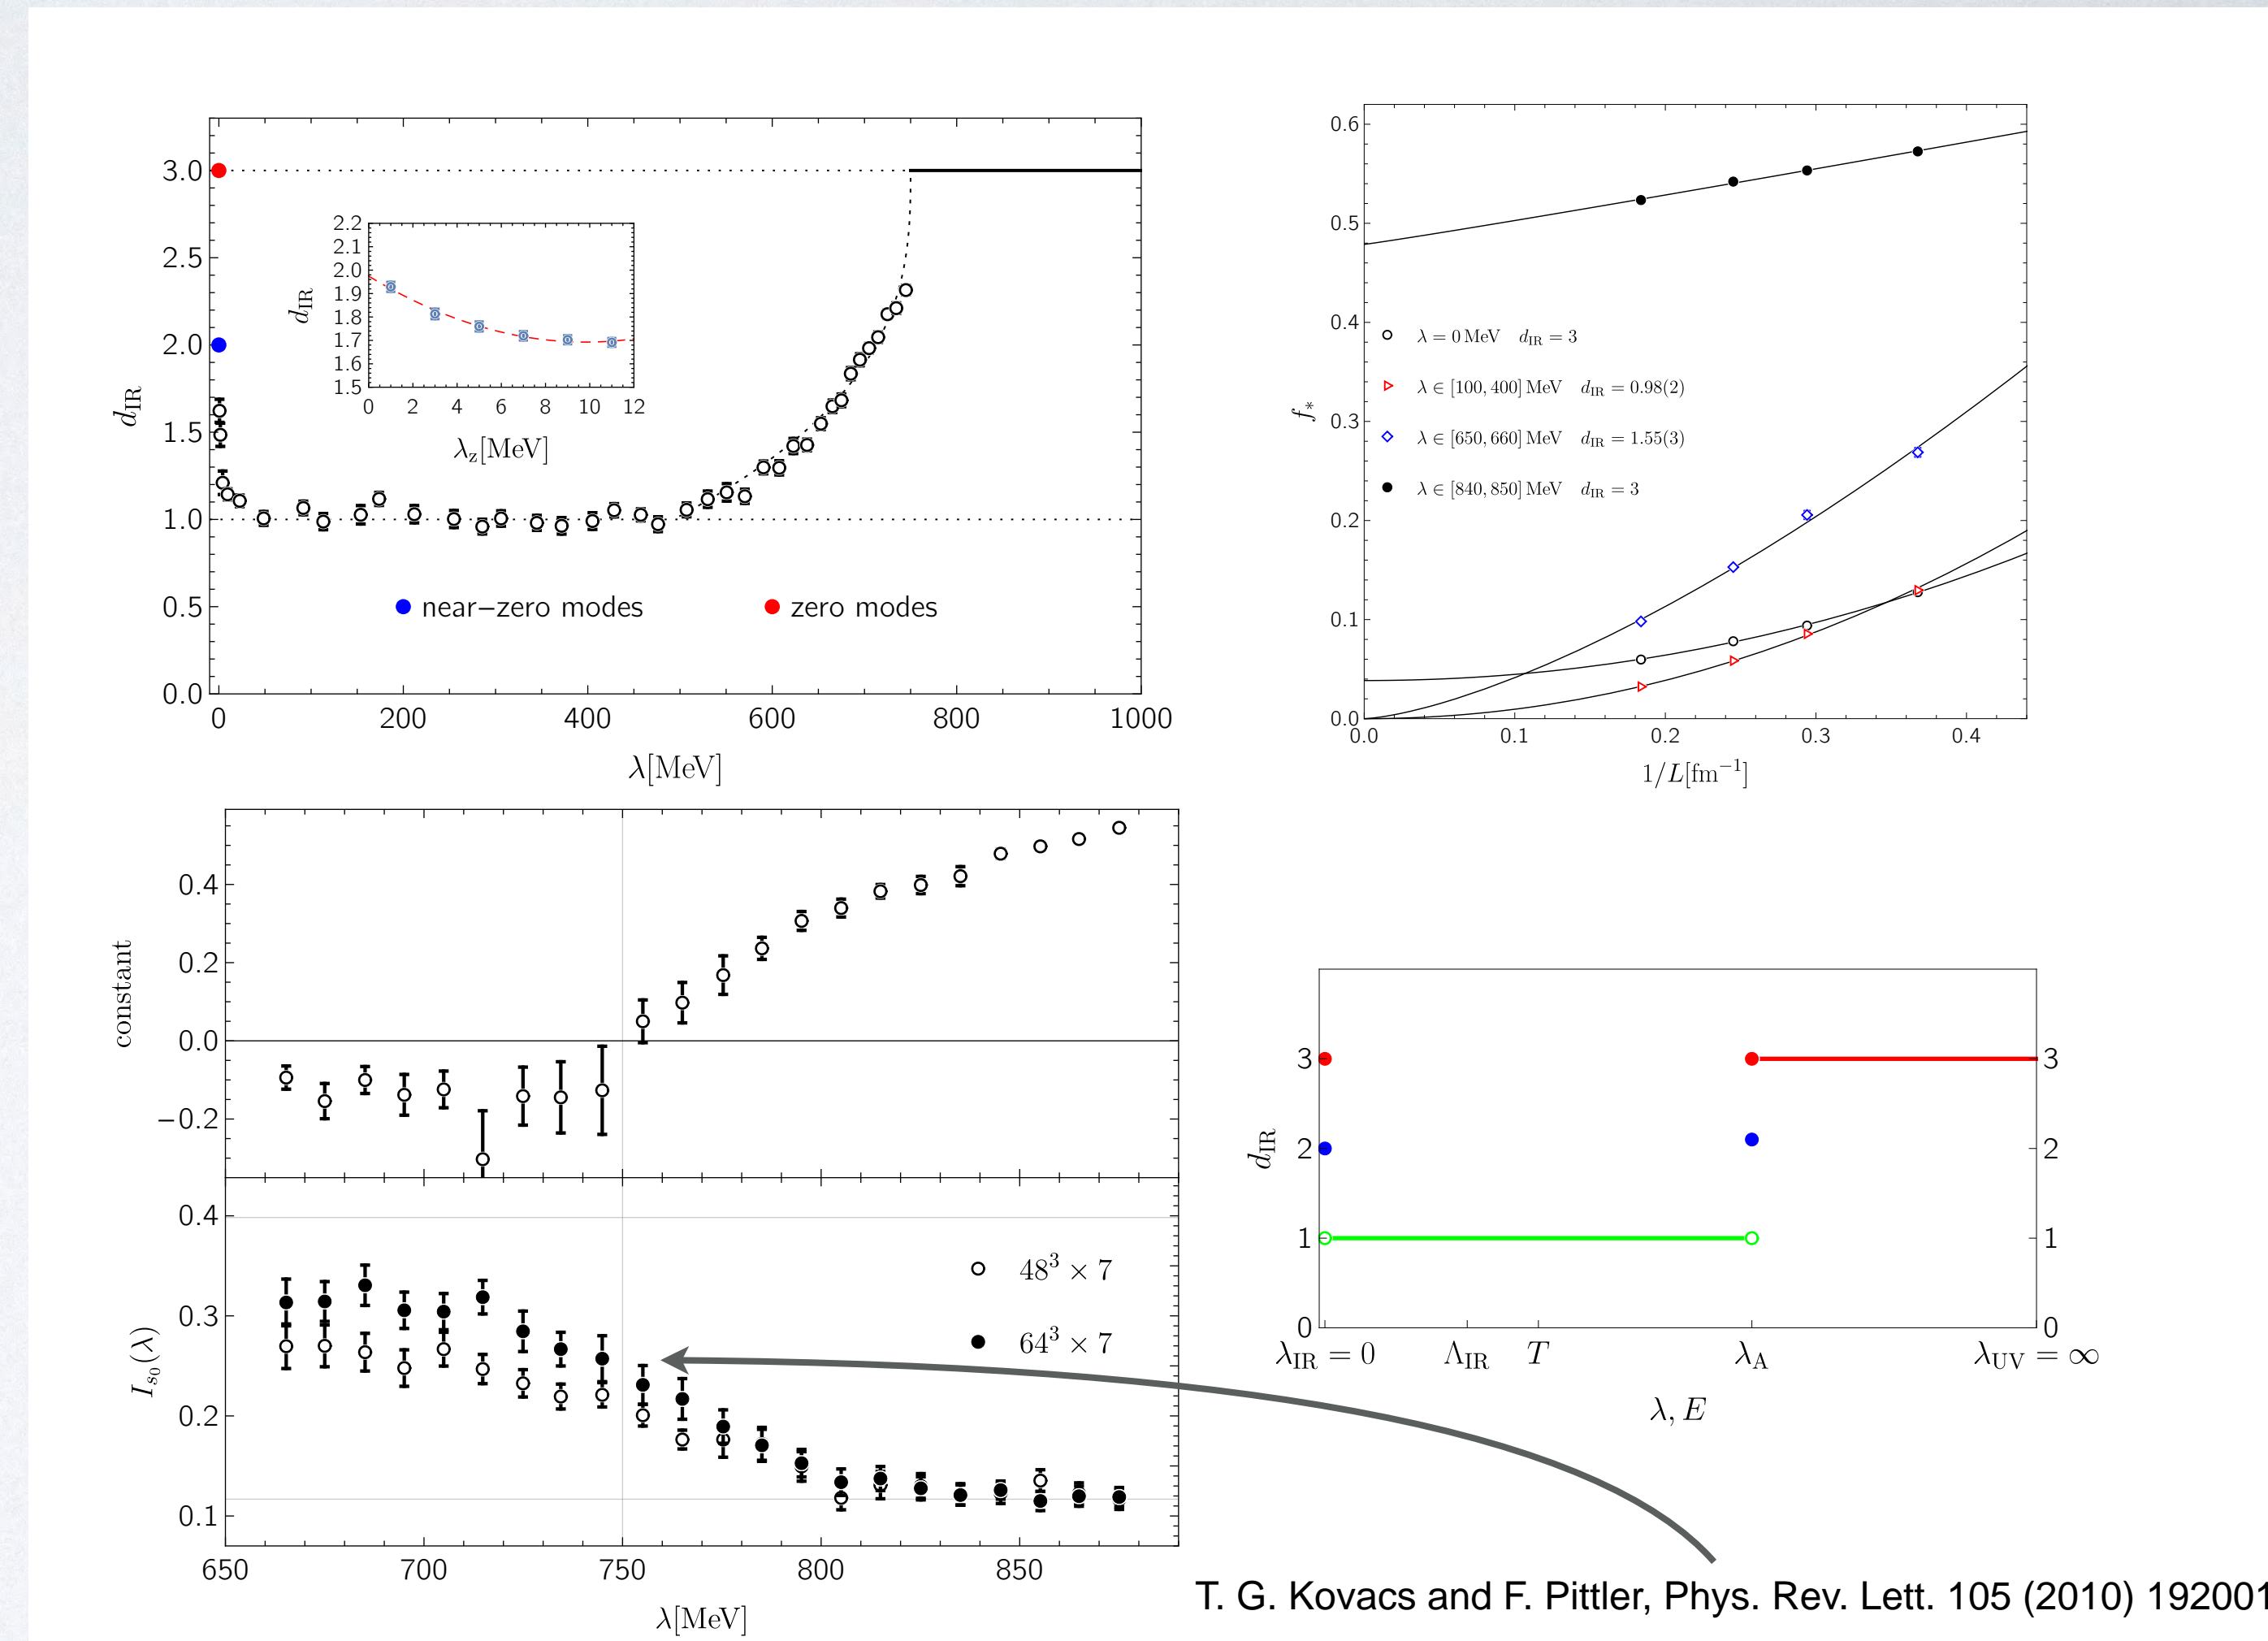 3.0
2.5
2.0
1.5
1.0
0.5
0.0
d_IR
2.2
2.1
2.0
1.9
1.8
1.7
1.6
1.5
d_IR
0 2 4 6 8 10 12
λ_z[MeV]
near–zero modes zero modes
0 200 400 600 800 1000
λ[MeV]
0.6
0.5
0.4
0.3
0.2
0.1
0.0
f_*
λ = 0 MeV d_IR = 3
λ ∈ [100, 400] MeV d_IR = 0.98(2)
λ ∈ [650, 660] MeV d_IR = 1.55(3)
λ ∈ [840, 850] MeV d_IR = 3
0.0 0.1 0.2 0.3 0.4
1/L[fm⁻¹]
0.4
0.2
0.0
−0.2
constant
0.4
0.3
0.2
0.1
I_{s₀}(λ)
48³ × 7
64³ × 7
650 700 750 800 850
λ[MeV]
3 3
2 2
1 1
0 0
d_IR
λ_IR = 0 Λ_IR T λ_A λ_UV = ∞
λ, E
T. G. Kovacs and F. Pittler, Phys. Rev. Lett. 105 (2010) 192001